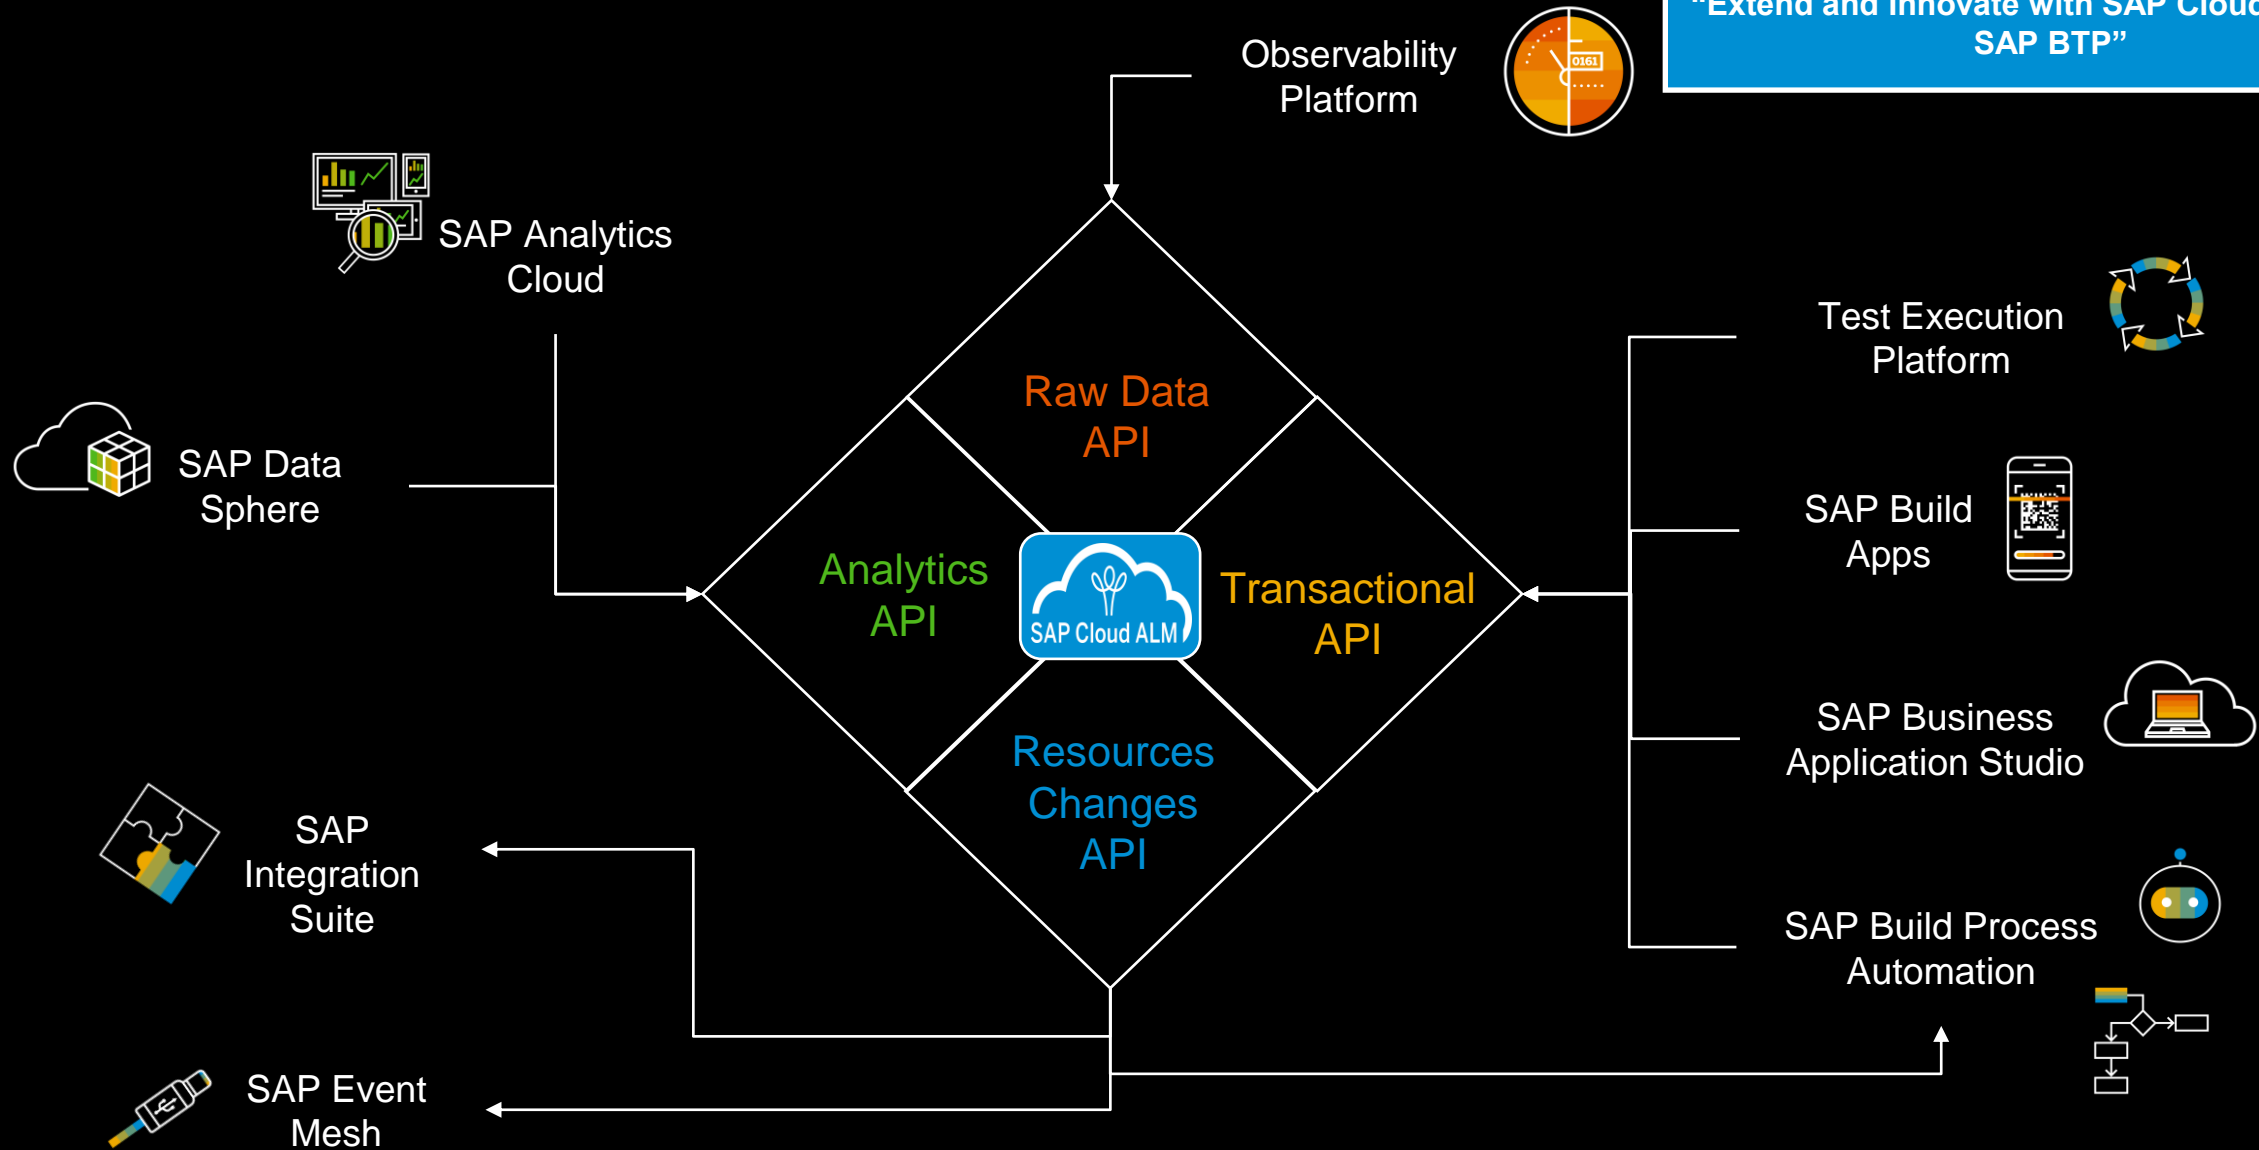 "Extend and Innovate with SAP Cloud
SAP BTP"
Observability
Platform
0161
SAP Analytics
Cloud
Test Execution
Platform
Raw Data
API
SAP Data
Sphere
SAP Build
Apps
Analytics
API
SAP Cloud ALM
Transactional
API
SAP Business
Application Studio
Resources
Changes
API
SAP
Integration
Suite
SAP Build Process
Automation
SAP Event
Mesh